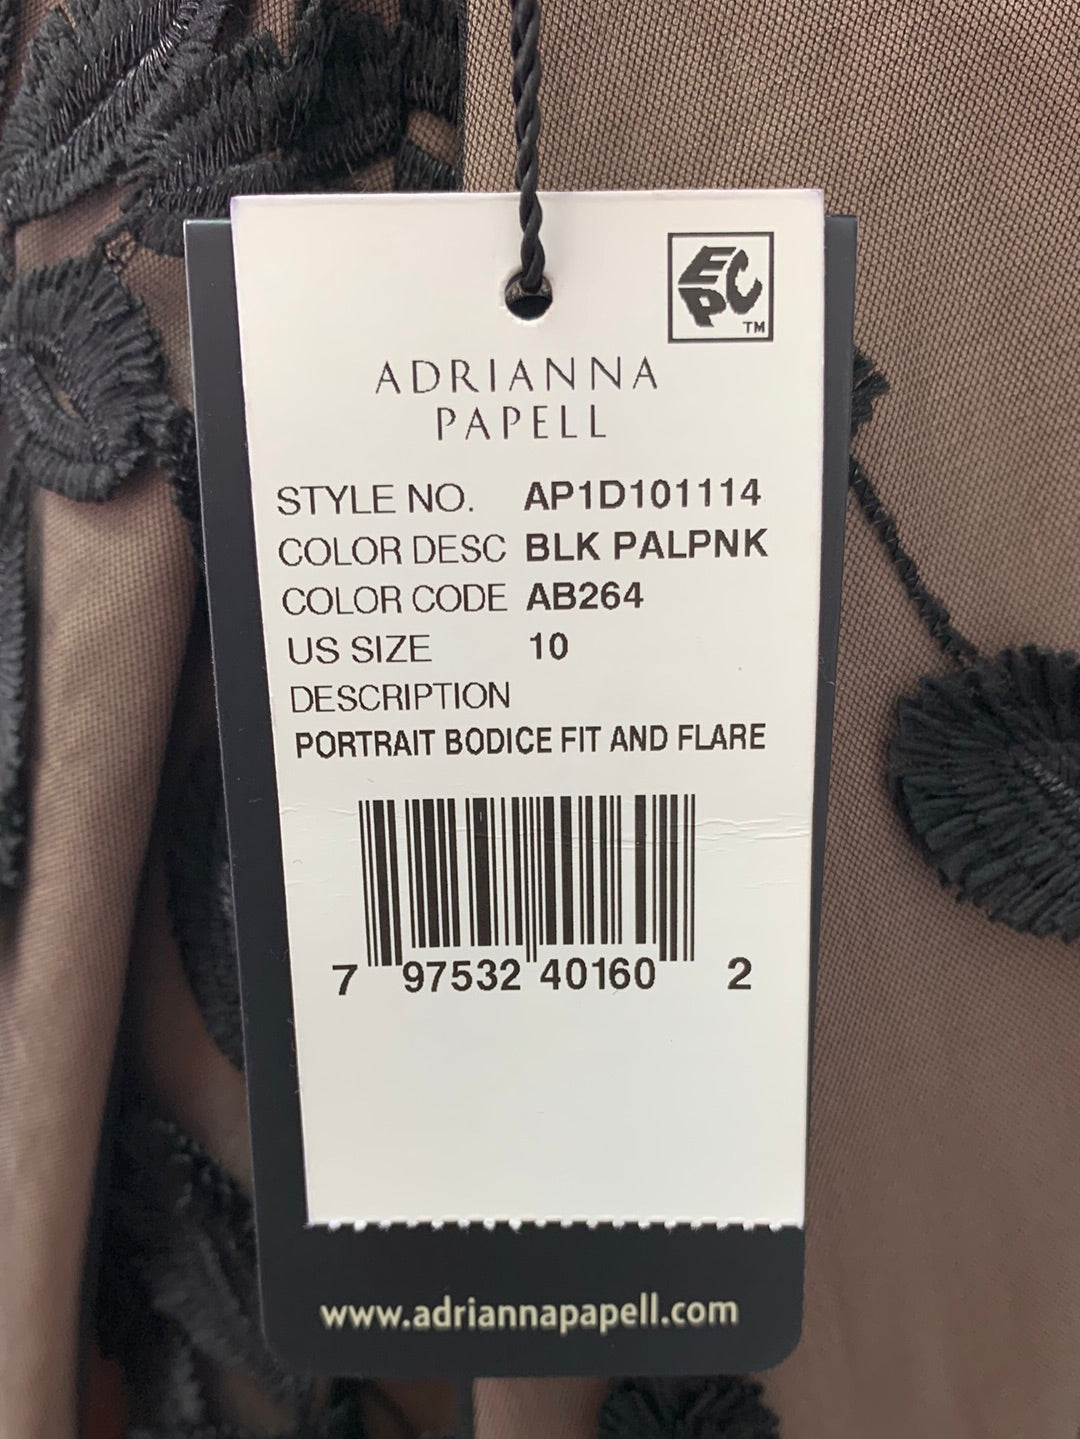 EPC
TM
ADRIANNA
PAPELL
STYLE NO. AP1D101114
COLOR DESC BLK PALPNK
COLOR CODE AB264
US SIZE 10
DESCRIPTION
PORTRAIT BODICE FIT AND FLARE
7 97532 40160 2
www.adriannapapell.com